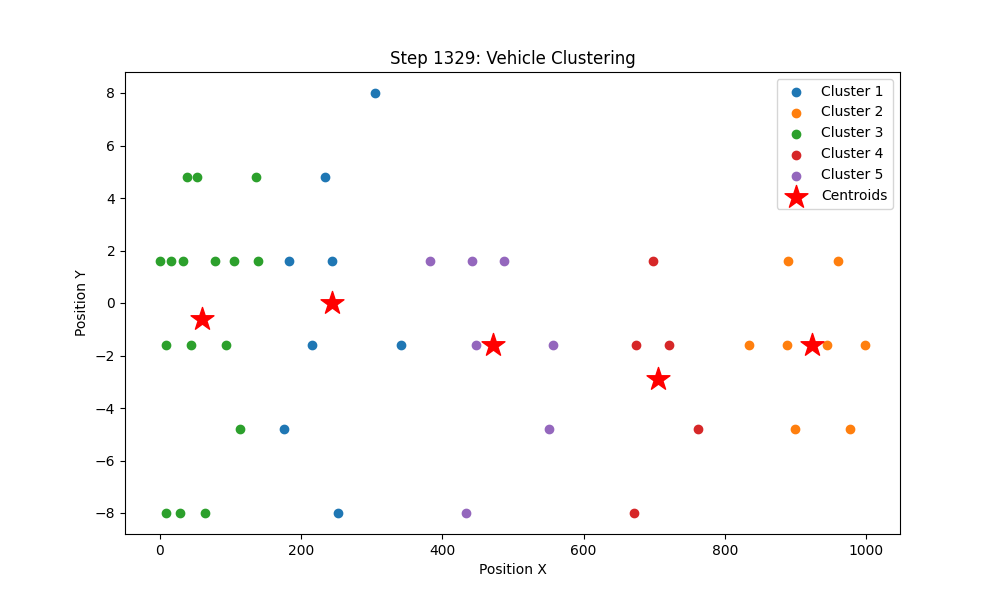 Step 1329: Vehicle Clustering
Cluster 1
Cluster 2
Cluster 3
Cluster 4
Cluster 5
Centroids
8
6
4
2
0
−2
−4
−6
−8
Position Y
0 200 400 600 800 1000
Position X